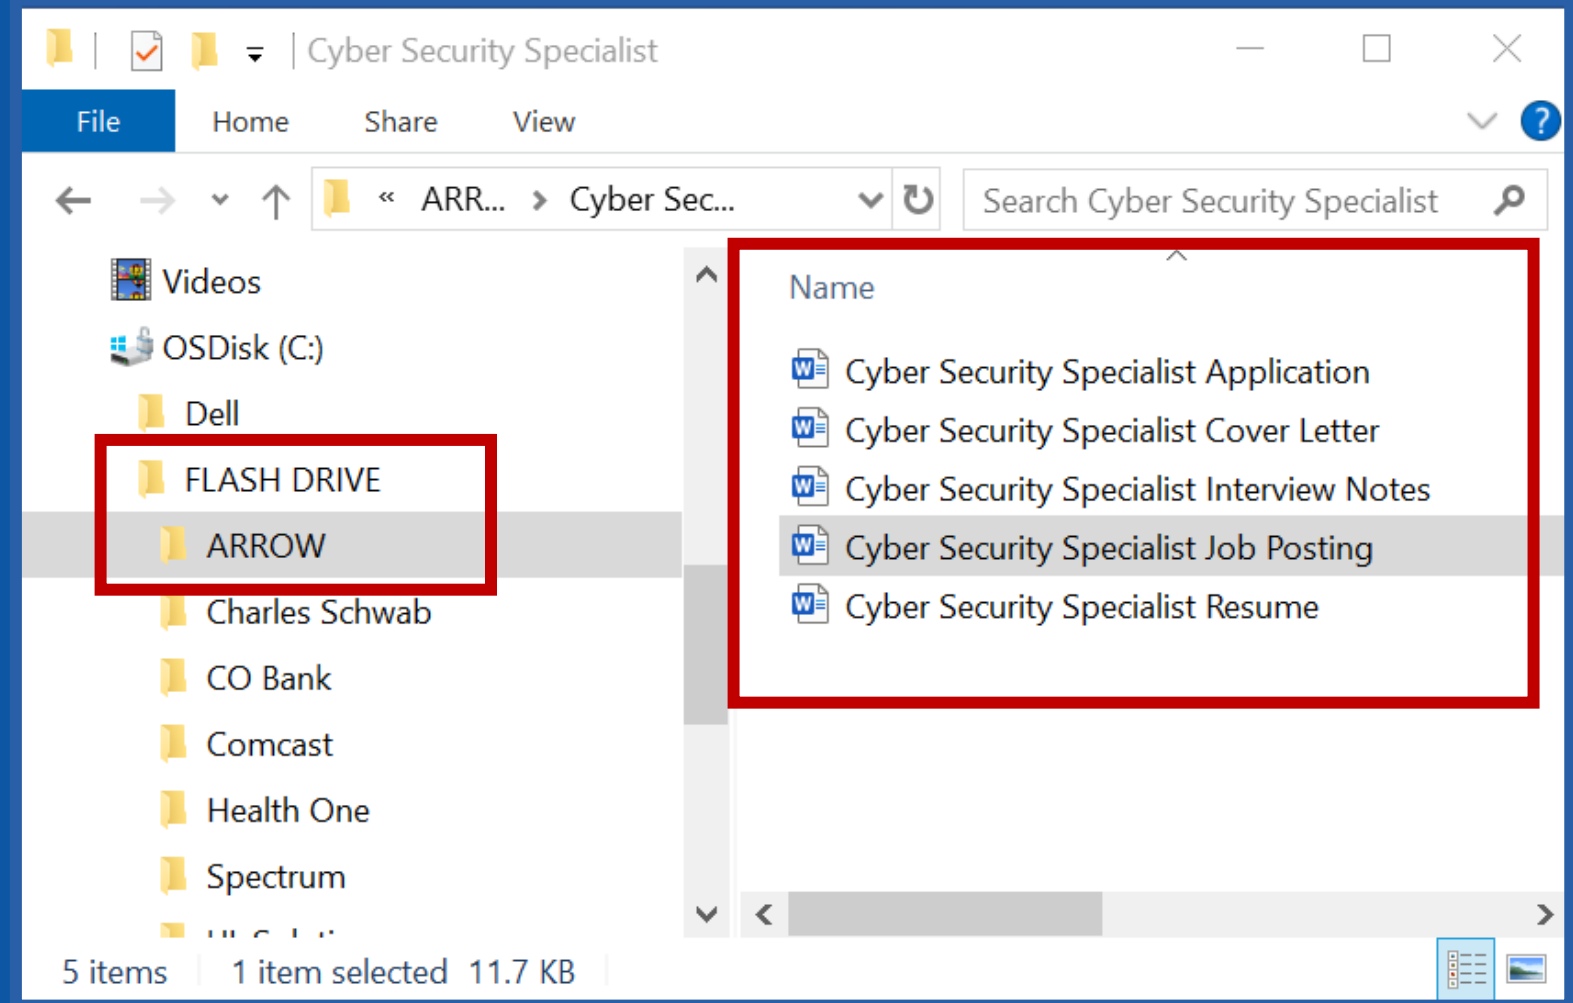 Cyber Security Specialist
File Home Share View
« ARR... > Cyber Sec...
Search Cyber Security Specialist
Videos
OSDisk (C:)
Dell
FLASH DRIVE
ARROW
Charles Schwab
CO Bank
Comcast
Health One
Spectrum
Name
Cyber Security Specialist Application
Cyber Security Specialist Cover Letter
Cyber Security Specialist Interview Notes
Cyber Security Specialist Job Posting
Cyber Security Specialist Resume
5 items 1 item selected 11.7 KB